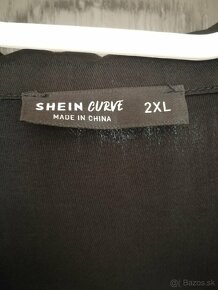 SHEIN CURVE 2XL
MADE IN CHINA
Bazos.sk